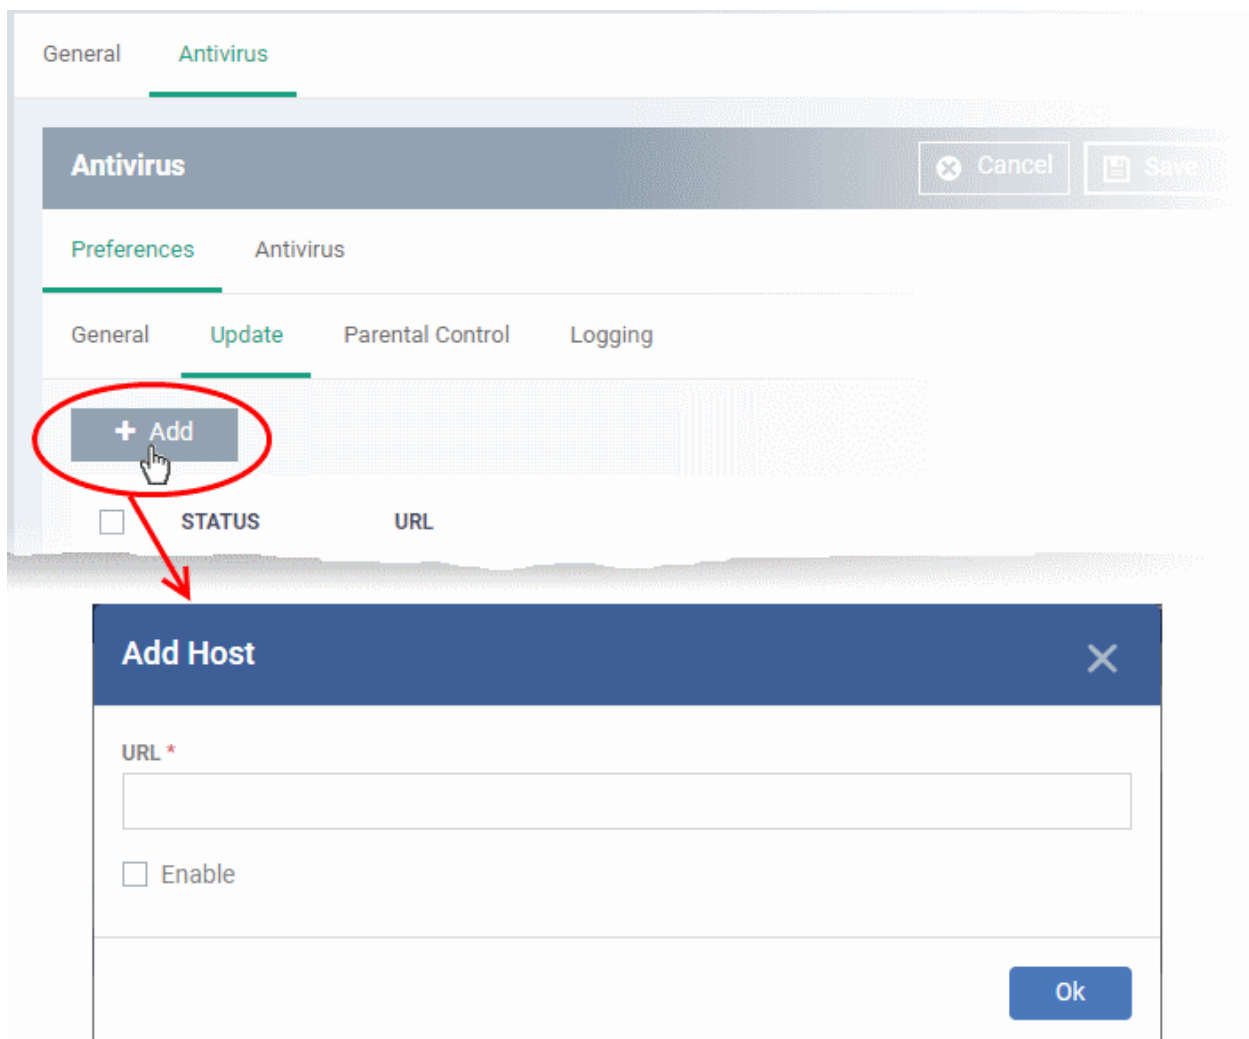 General Antivirus
Antivirus Cancel Save
Preferences Antivirus
General Update Parental Control Logging
Add
STATUS URL
Add Host
URL *
Enable
Ok